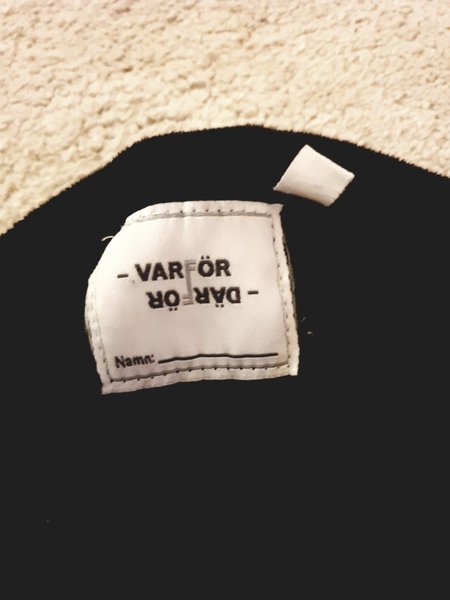 - VARFÖR
- DÄRFÖR
Namn: